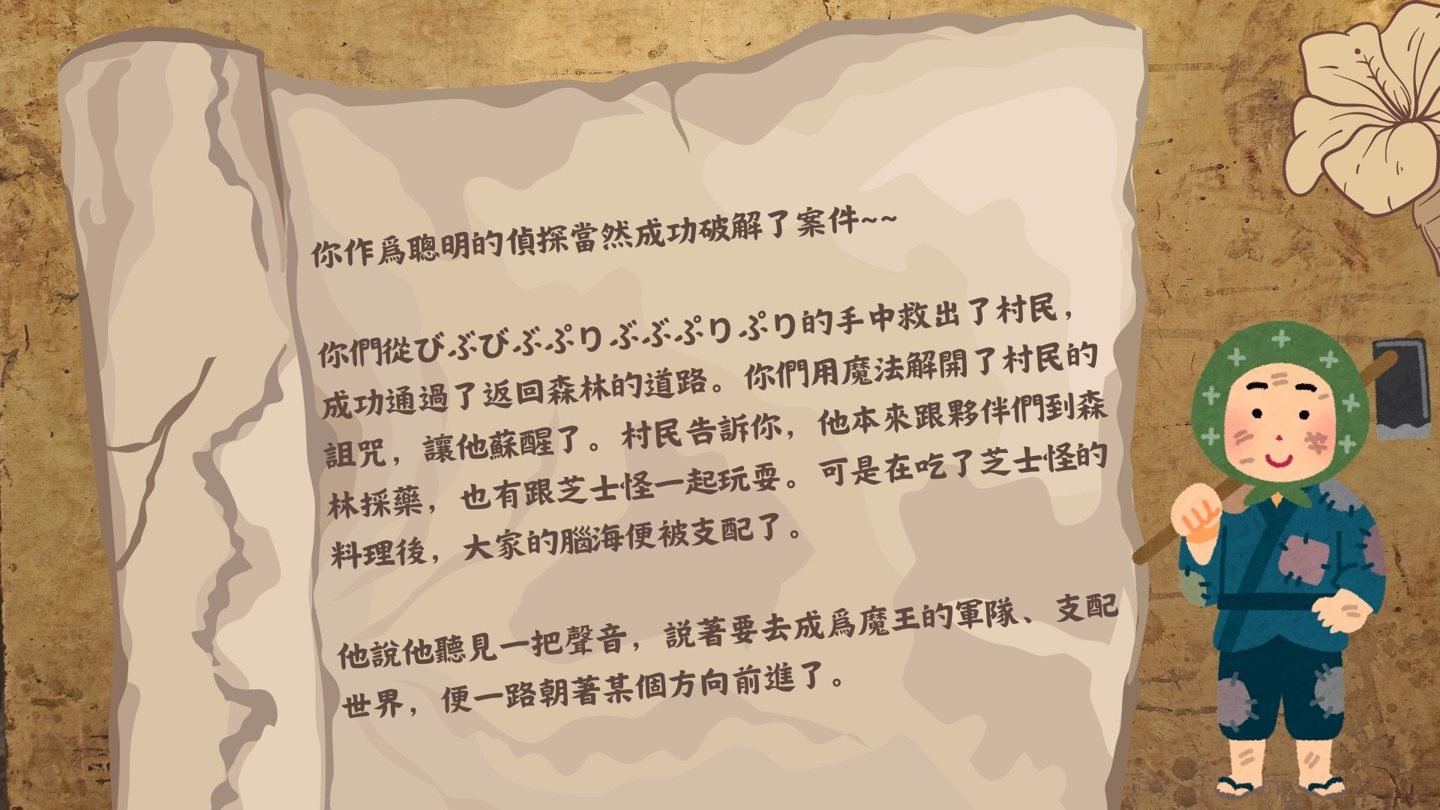 你作爲聰明的偵探當然成功破解了案件~~
你們從びぶびぶぷりぶぶぷりぷり的手中救出了村民，
成功通過了返回森林的道路。你們用魔法解開了村民的
詛咒，讓他蘇醒了。村民告訴你，他本來跟夥伴們到森
林採藥，也有跟芝士怪一起玩耍。可是在吃了芝士怪的
料理後，大家的腦海便被支配了。
他說他聽見一把聲音，説著要去成爲魔王的軍隊、支配
世界，便一路朝著某個方向前進了。